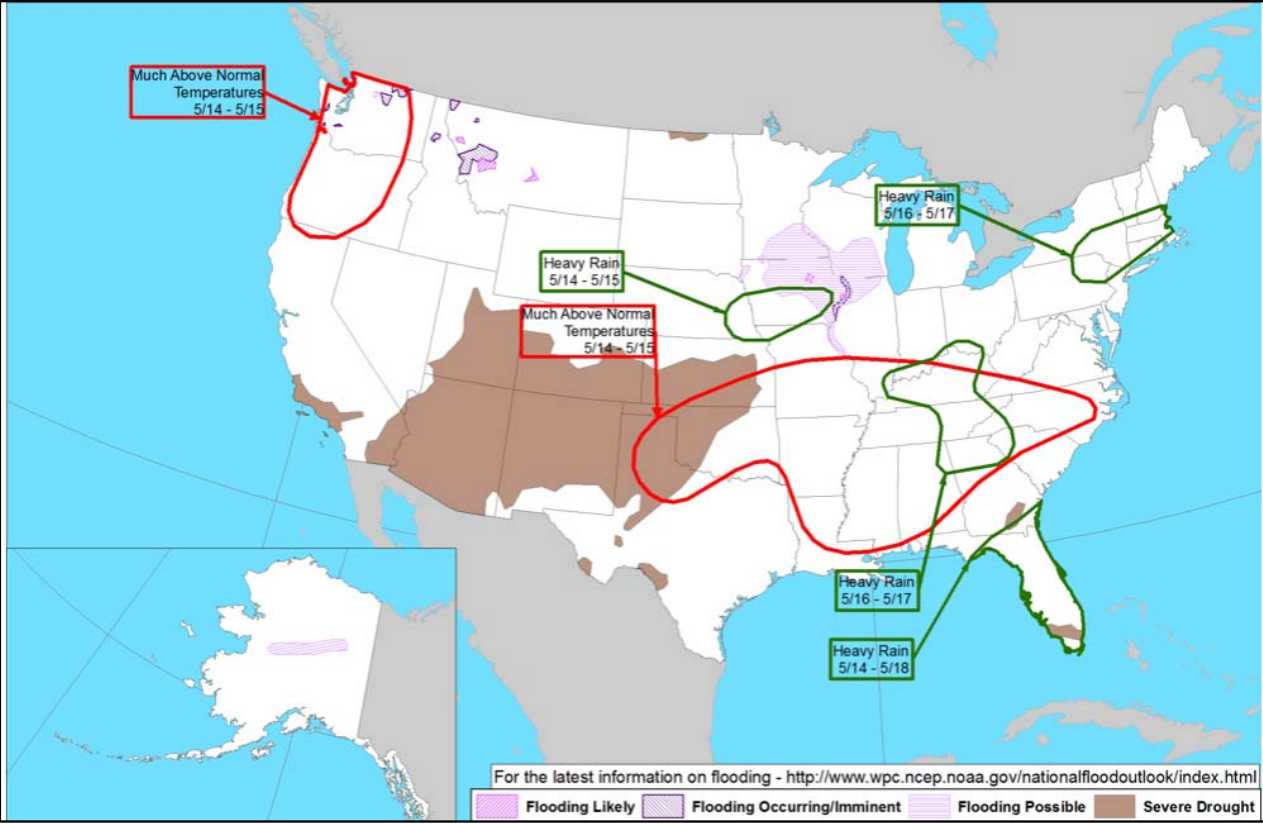 Much Above Normal
Temperatures
5/14 - 5/15
Heavy Rain
5/16 - 5/17
Heavy Rain
5/14 - 5/15
Much Above Normal
Temperatures
5/14 - 5/15
Heavy Rain
5/16 - 5/17
Heavy Rain
5/14 - 5/18
For the latest information on flooding - http://www.wpc.ncep.noaa.gov/nationalfloodoutlook/index.html
Flooding Likely Flooding Occurring/Imminent Flooding Possible Severe Drought